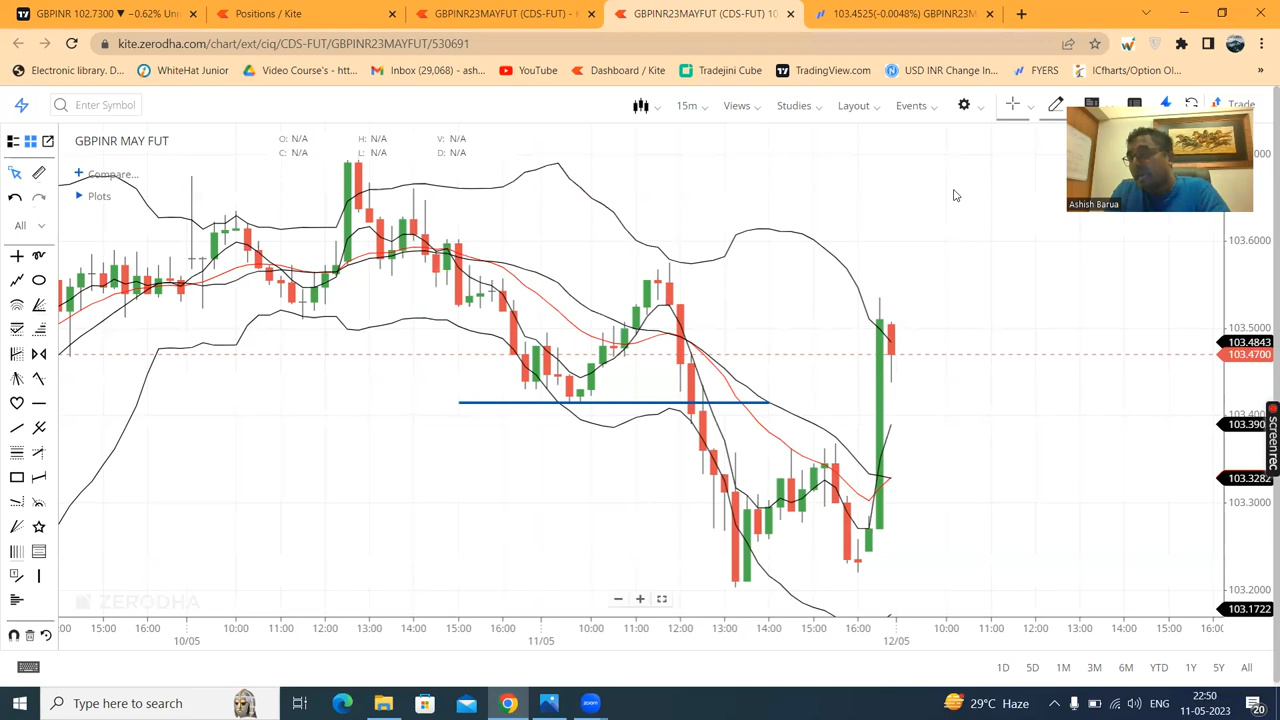 GBPINR 102.7300 ▼ −0.62% Un
Positions / Kite
GBPINR23MAYFUT (CDS-FUT) -
GBPINR23MAYFUT (CDS-FUT) 10
103.4525(-0.0048%) GBPINR23M
kite.zerodha.com/chart/ext/ciq/CDS-FUT/GBPINR23MAYFUT/530691
Electronic library. D...
WhiteHat Junior
Video Course's - htt...
Inbox (29,068) - ash...
YouTube
Dashboard / Kite
Tradejini Cube
TradingView.com
USD INR Change In...
FYERS
ICfharts/Option OI...
»
Enter Symbol
15m
Views
Studies
Layout
Events
Trade
GBPINR MAY FUT
O: N/A
H: N/A
V: N/A
C: N/A
L: N/A
D: N/A
Compare...
Plots
All
Ashish Barua
103.6000
103.5000
103.4843
103.4700
103.390
103.3282
103.3000
103.2000
103.1722
screenrec
ZERODHA
15:00
16:00
10:00
11:00
12:00
13:00
14:00
15:00
16:00
10:00
11:00
12:00
13:00
14:00
16:00
10:00
11:00
12:00
13:00
14:00
15:00
10/05
11/05
12/05
1D
5D
1M
3M
6M
YTD
1Y
5Y
All
Type here to search
29°C Haze
ENG
22:50
11-05-2023
20